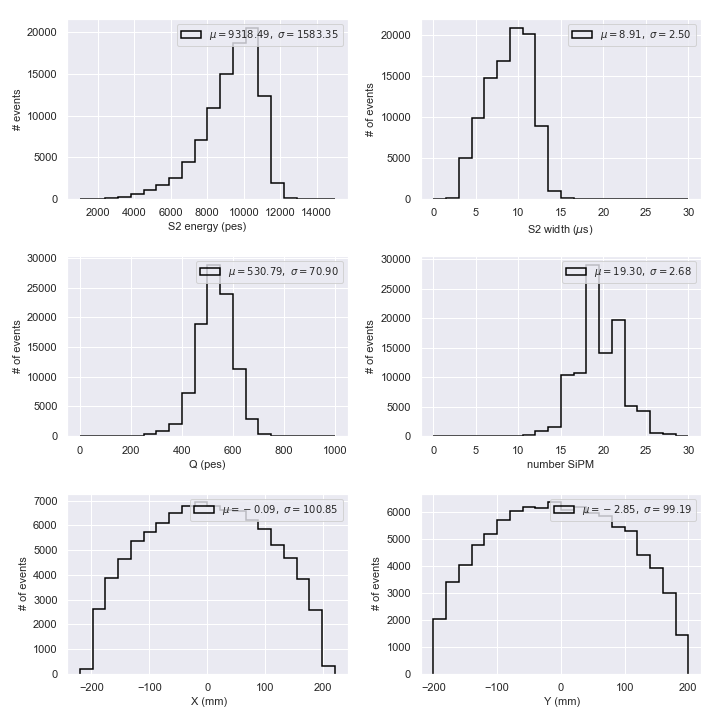 μ = 9318.49, σ = 1583.35
# events
20000
15000
10000
5000
0
2000 4000 6000 8000 10000 12000 14000
S2 energy (pes)
μ = 8.91, σ = 2.50
# of events
20000
15000
10000
5000
0
0 5 10 15 20 25 30
S2 width (μs)
μ = 530.79, σ = 70.90
# of events
30000
25000
20000
15000
10000
5000
0
0 200 400 600 800 1000
Q (pes)
μ = 19.30, σ = 2.68
# of events
30000
25000
20000
15000
10000
5000
0
0 5 10 15 20 25 30
number SiPM
μ = −0.09, σ = 100.85
# of events
7000
6000
5000
4000
3000
2000
1000
0
−200 −100 0 100 200
X (mm)
μ = −2.85, σ = 99.19
# of events
6000
5000
4000
3000
2000
1000
0
−200 −100 0 100 200
Y (mm)